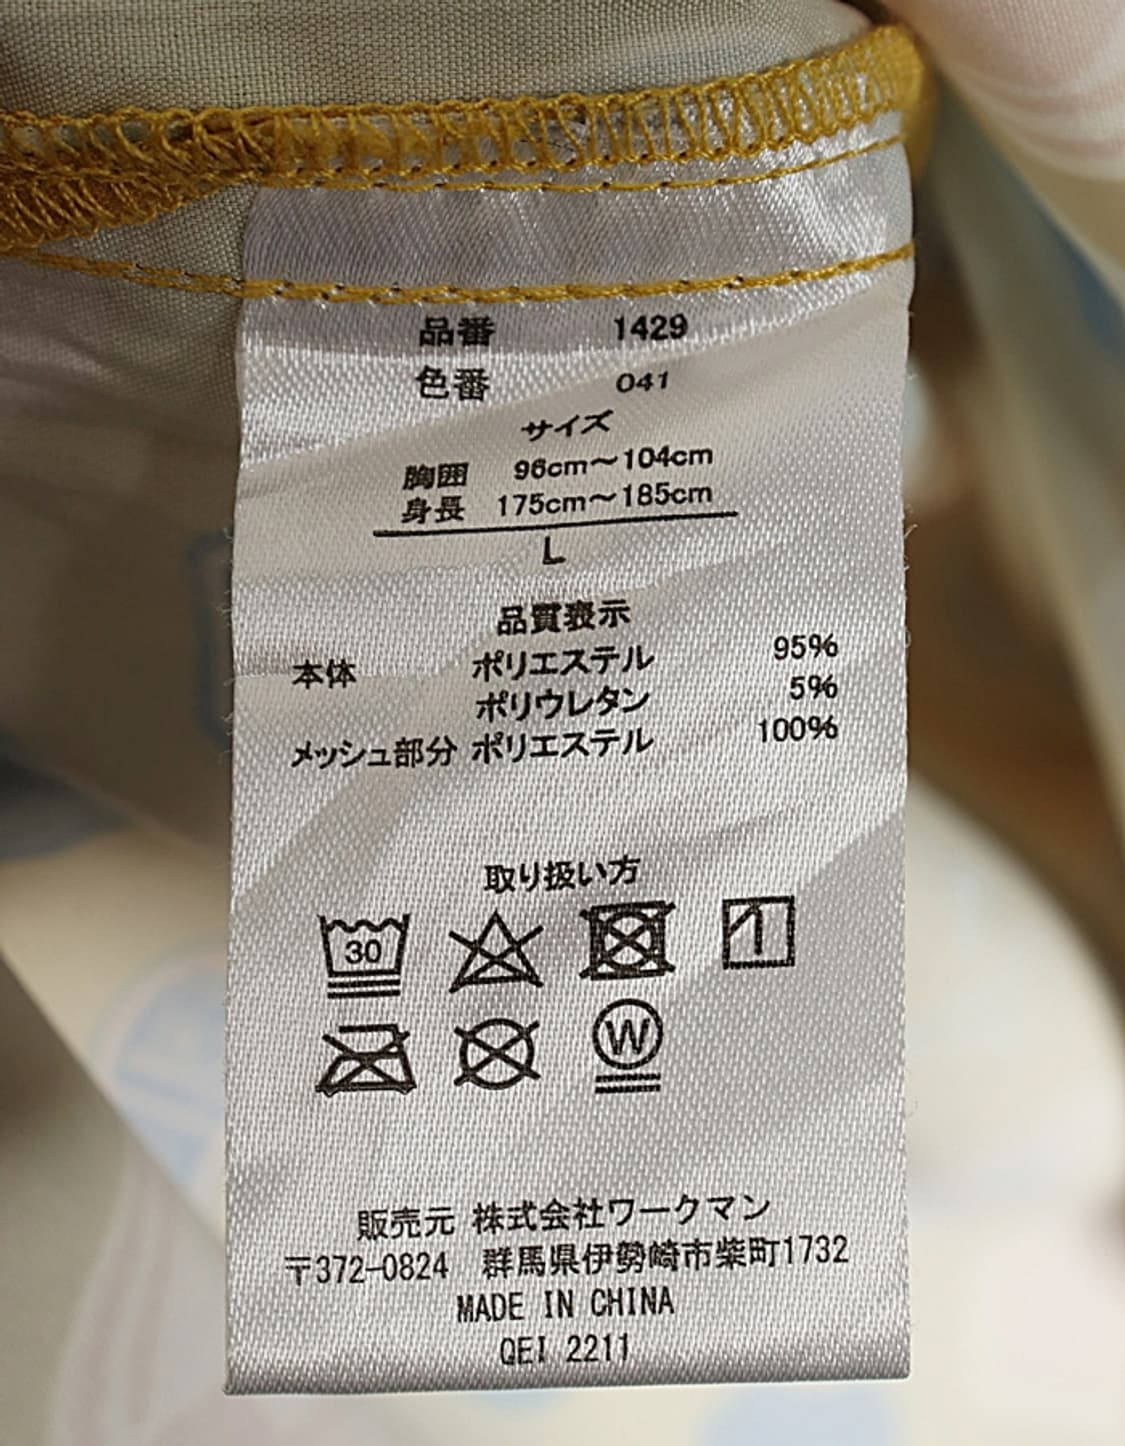 品番 1429
色番 041
サイズ
胸囲 96cm～104cm
身長 175cm～185cm
L
品質表示
本体 ポリエステル 95%
ポリウレタン 5%
メッシュ部分 ポリエステル 100%
取り扱い方
30
W
販売元 株式会社ワークマン
〒372-0824 群馬県伊勢崎市柴町1732
MADE IN CHINA
QEI 2211